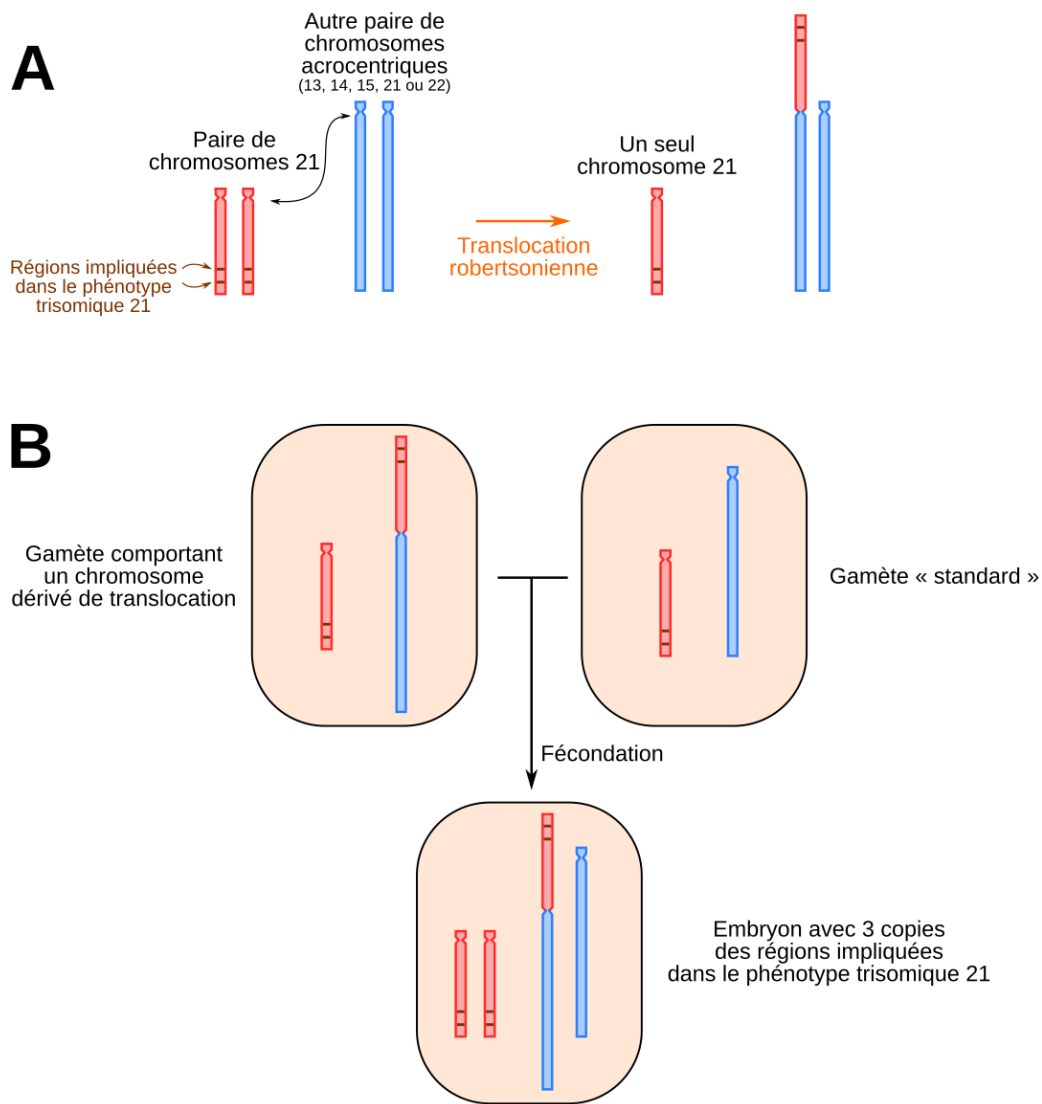 A
Autre paire de
chromosomes
acrocentriques
(13, 14, 15, 21 ou 22)
Paire de
chromosomes 21
Régions impliquées
dans le phénotype
trisomique 21
Translocation
robertsonienne
Un seul
chromosome 21
B
Gamète comportant
un chromosome
dérivé de translocation
Gamète « standard »
Fécondation
Embryon avec 3 copies
des régions impliquées
dans le phénotype trisomique 21